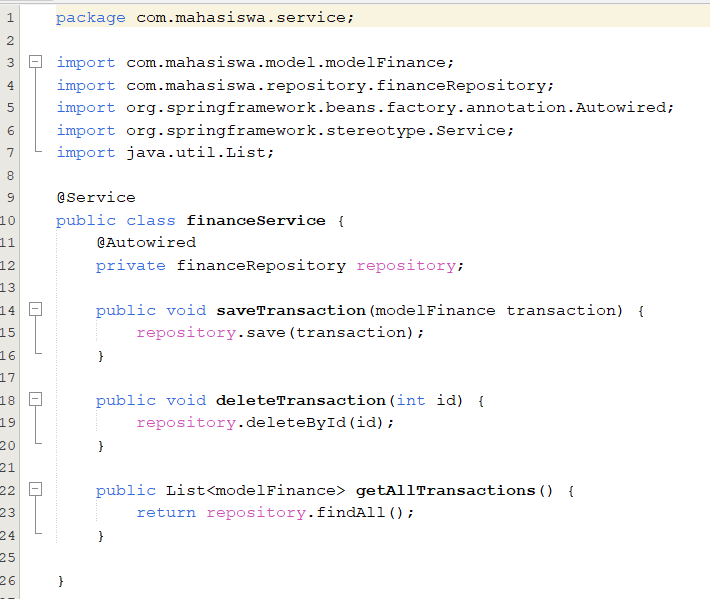 1 package com.mahasiswa.service;
2
3 import com.mahasiswa.model.modelFinance;
4 import com.mahasiswa.repository.financeRepository;
5 import org.springframework.beans.factory.annotation.Autowired;
6 import org.springframework.stereotype.Service;
7 import java.util.List;
8
9 @Service
10 public class financeService {
11     @Autowired
12     private financeRepository repository;
13
14     public void saveTransaction(modelFinance transaction) {
15         repository.save(transaction);
16     }
17
18     public void deleteTransaction(int id) {
19         repository.deleteById(id);
20     }
21
22     public List<modelFinance> getAllTransactions() {
23         return repository.findAll();
24     }
25
26 }